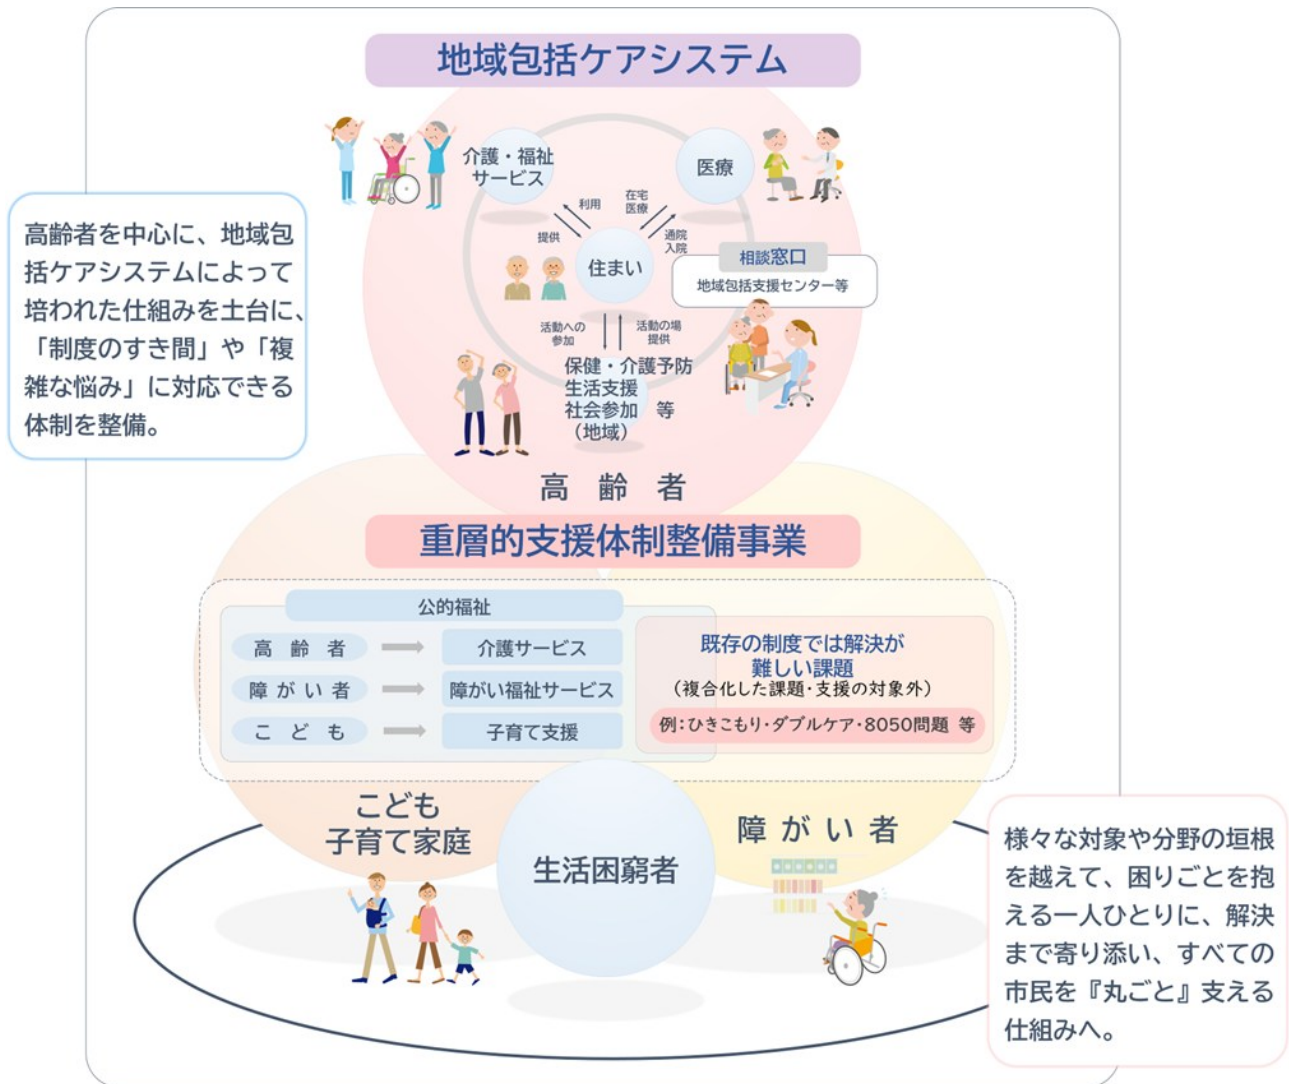 地域包括ケアシステム
介護・福祉
サービス
医療
利用
提供
在宅
医療
通院
入院
住まい
相談窓口
地域包括支援センター等
活動への
参加
活動の場
提供
保健・介護予防
生活支援
社会参加 等
（地域）
高齢者
高齢者を中心に、地域包
括ケアシステムによって
培われた仕組みを土台に、
「制度のすき間」や「複
雑な悩み」に対応できる
体制を整備。
重層的支援体制整備事業
公的福祉
高齢者
介護サービス
障がい者
障がい福祉サービス
こども
子育て支援
既存の制度では解決が
難しい課題
（複合化した課題・支援の対象外）
例：ひきこもり・ダブルケア・8050問題 等
こども
子育て家庭
生活困窮者
障がい者
様々な対象や分野の垣根
を越えて、困りごとを抱
える一人ひとりに、解決
まで寄り添い、すべての
市民を『丸ごと』支える
仕組みへ。